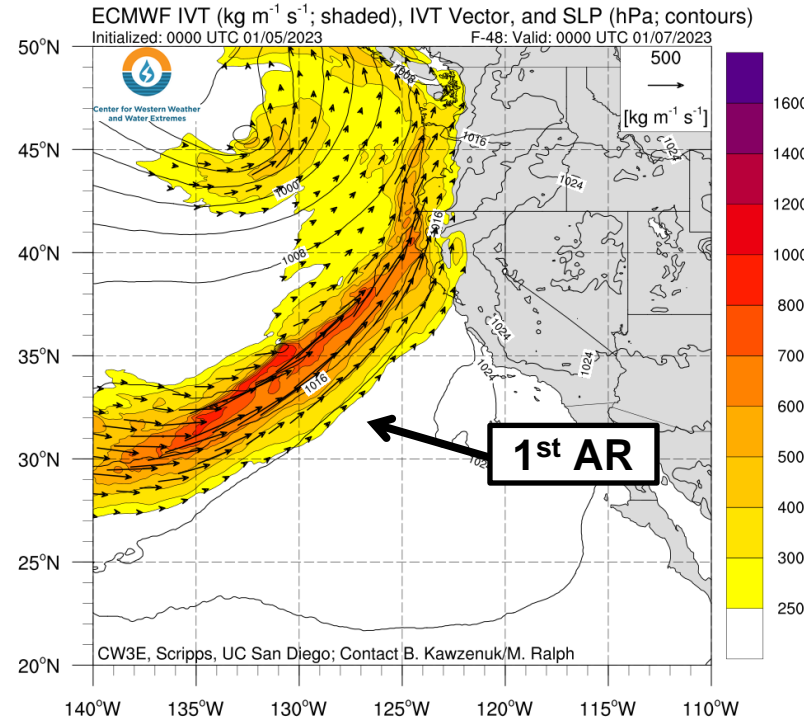 ECMWF IVT (kg m⁻¹ s⁻¹; shaded), IVT Vector, and SLP (hPa; contours)
Initialized: 0000 UTC 01/05/2023 F-48: Valid: 0000 UTC 01/07/2023
Center for Western Weather
and Water Extremes
500
[kg m⁻¹ s⁻¹]
50°N
45°N
40°N
35°N
30°N
25°N
20°N
1008
1016
1024
1024
1000
1016
1008
1024
1024
1024
1016
1st AR
1600
1400
1200
1000
800
700
600
500
400
300
250
CW3E, Scripps, UC San Diego; Contact B. Kawzenuk/M. Ralph
140°W 135°W 130°W 125°W 120°W 115°W 110°W